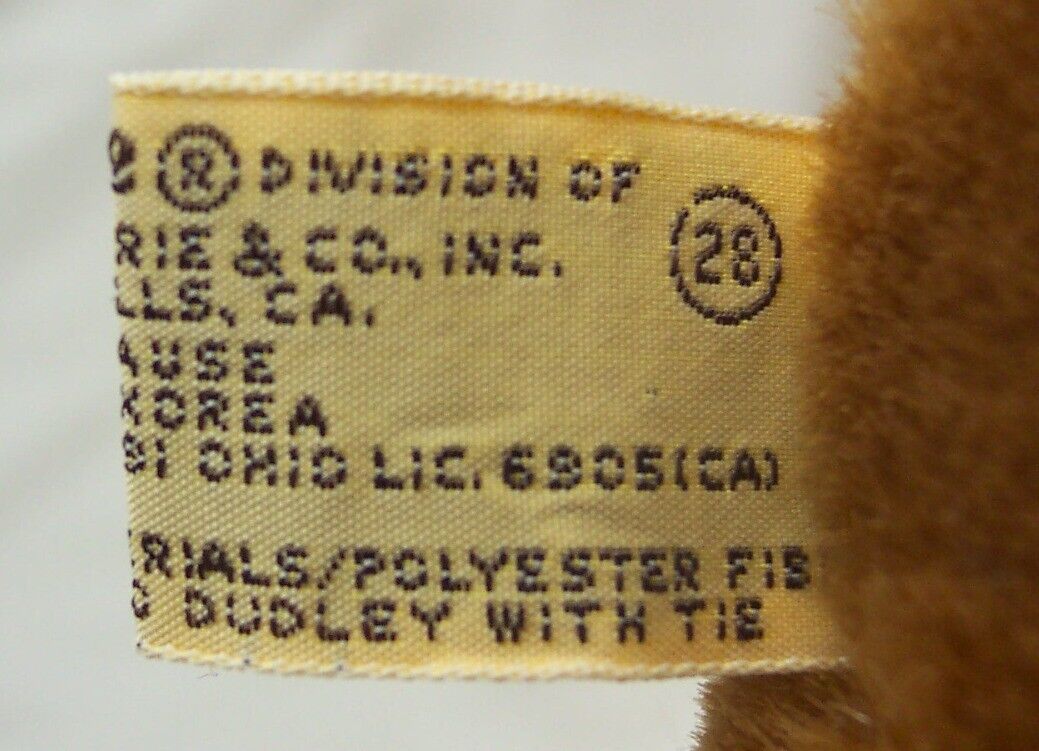 ® DIVISION OF
RIE & CO., INC.
28
LLS, CA.
AUSE
KOREA
OHIO LIC. 6905(CA)
RIALS/POLYESTER FIB
DUDLEY WITH TIE